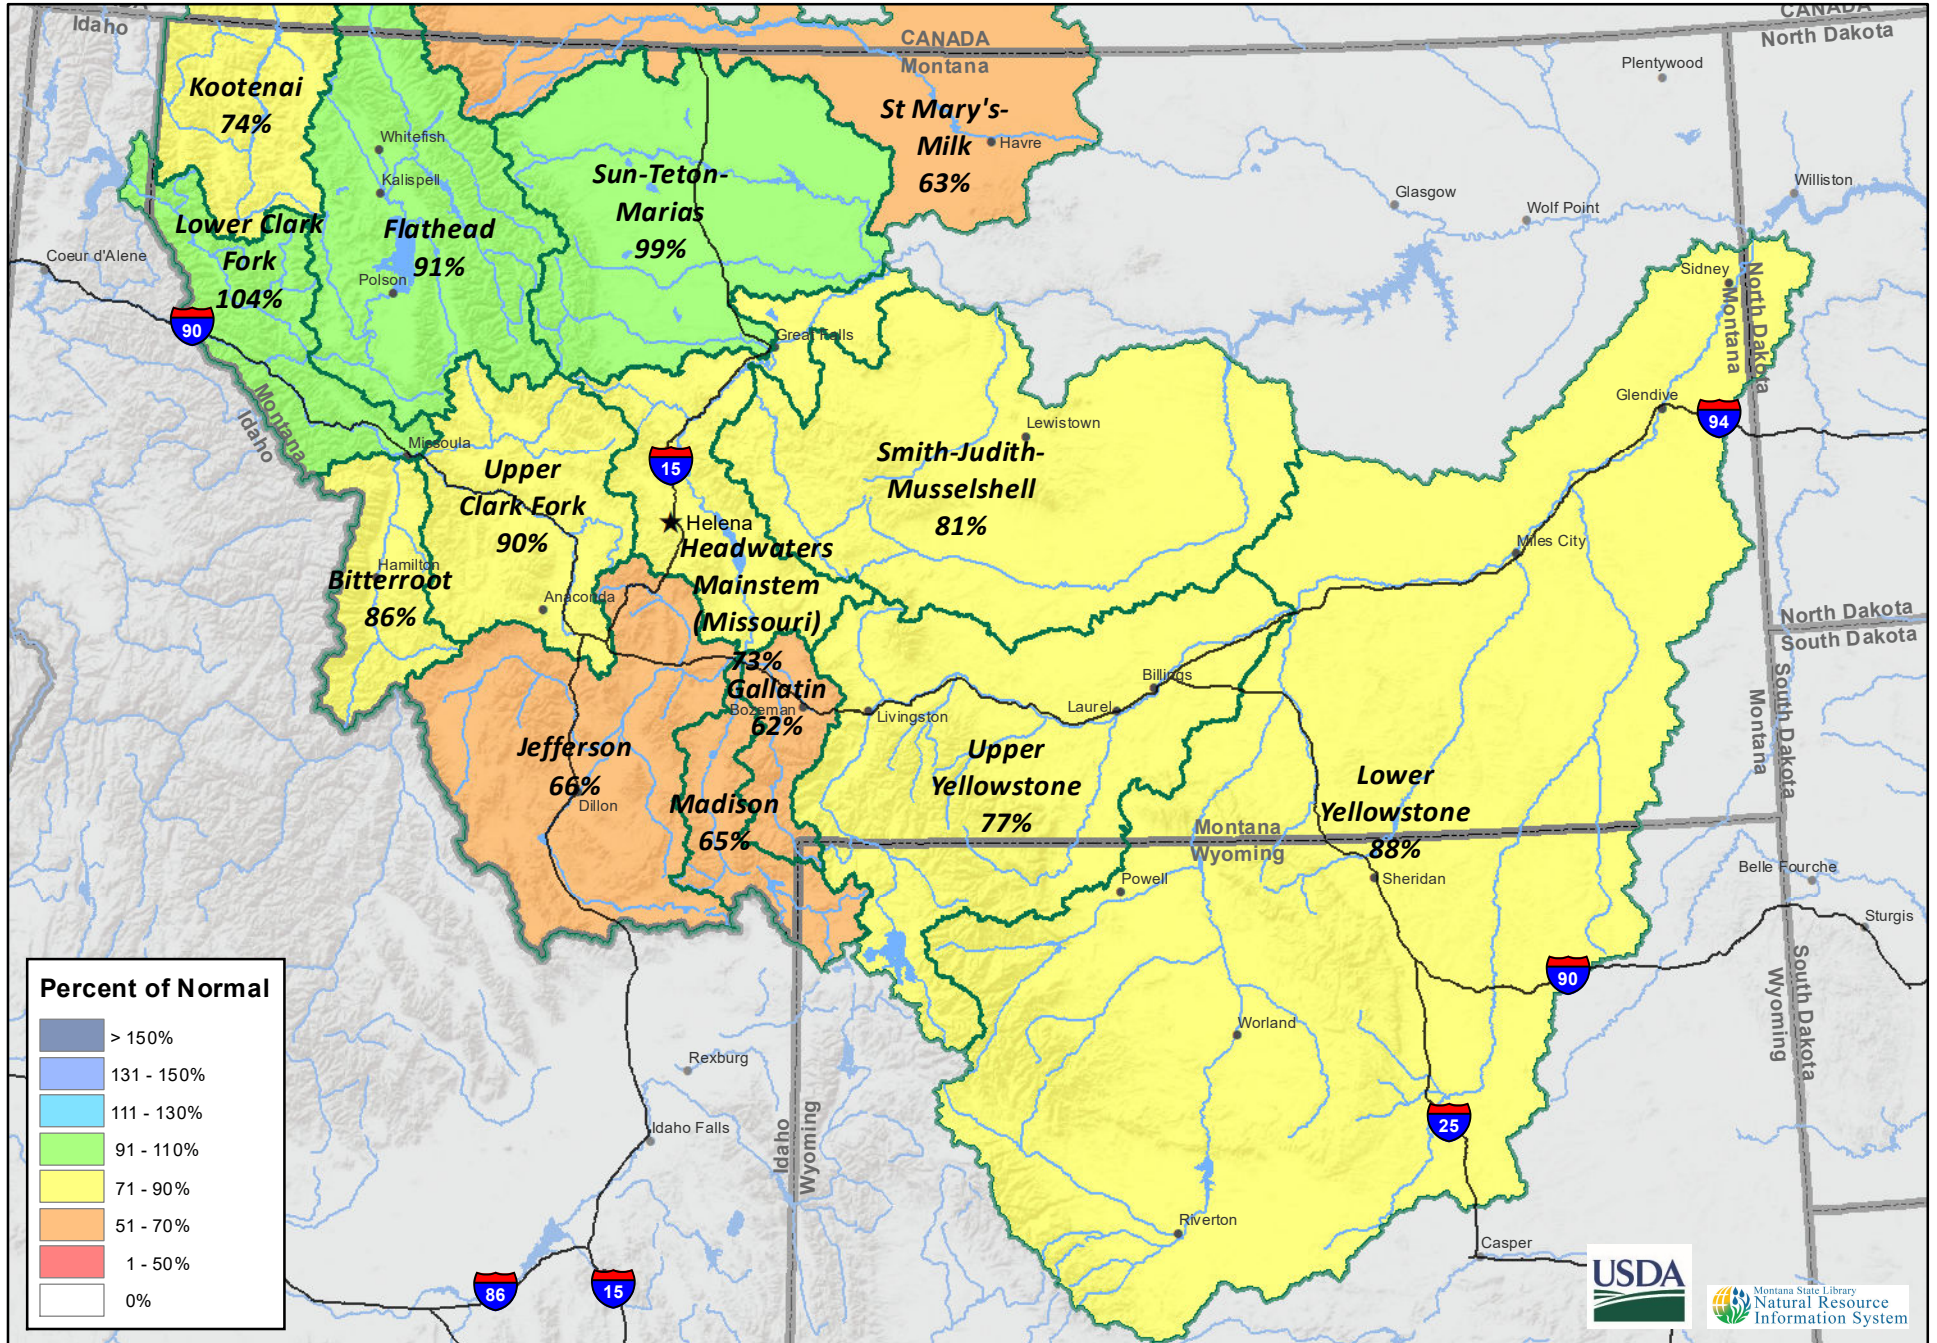 CANADA
Idaho
CANADA
Montana
CANADA
North Dakota
Plentywood
Kootenai
74%
Whitefish
Kalispell
St Mary's-
Milk
63%
Havre
Sun-Teton-
Marias
99%
Glasgow
Wolf Point
Williston
Lower Clark
Fork
104%
Flathead
91%
Polson
Coeur d'Alene
90
Sidney
North Dakota
Montana
Great Falls
Glendive
94
Montana
Idaho
Missoula
Lewistown
Upper
Clark Fork
90%
15
Smith-Judith-
Musselshell
81%
Helena
Headwaters
Mainstem
(Missouri)
73%
Miles City
Hamilton
Bitterroot
86%
Anaconda
North Dakota
South Dakota
Gallatin
62%
Bozeman
Livingston
Laurel
Billings
South Dakota
Montana
Jefferson
66%
Dillon
Madison
65%
Upper
Yellowstone
77%
Lower
Yellowstone
88%
Montana
Wyoming
Powell
Sheridan
Belle Fourche
Sturgis
90
South Dakota
Wyoming
Worland
Rexburg
Idaho Falls
Idaho
Wyoming
25
Riverton
Casper
86
15
Percent of Normal
> 150%
131 - 150%
111 - 130%
91 - 110%
71 - 90%
51 - 70%
1 - 50%
0%
USDA
Montana State Library
Natural Resource
Information System